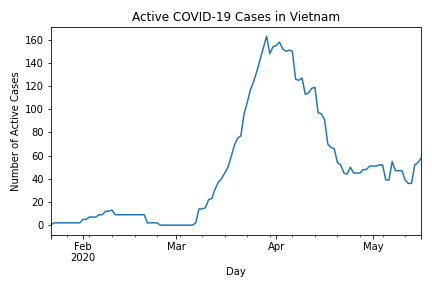 Active COVID-19 Cases in Vietnam
Number of Active Cases
160
140
120
100
80
60
40
20
0
Feb
2020
Mar
Apr
May
Day